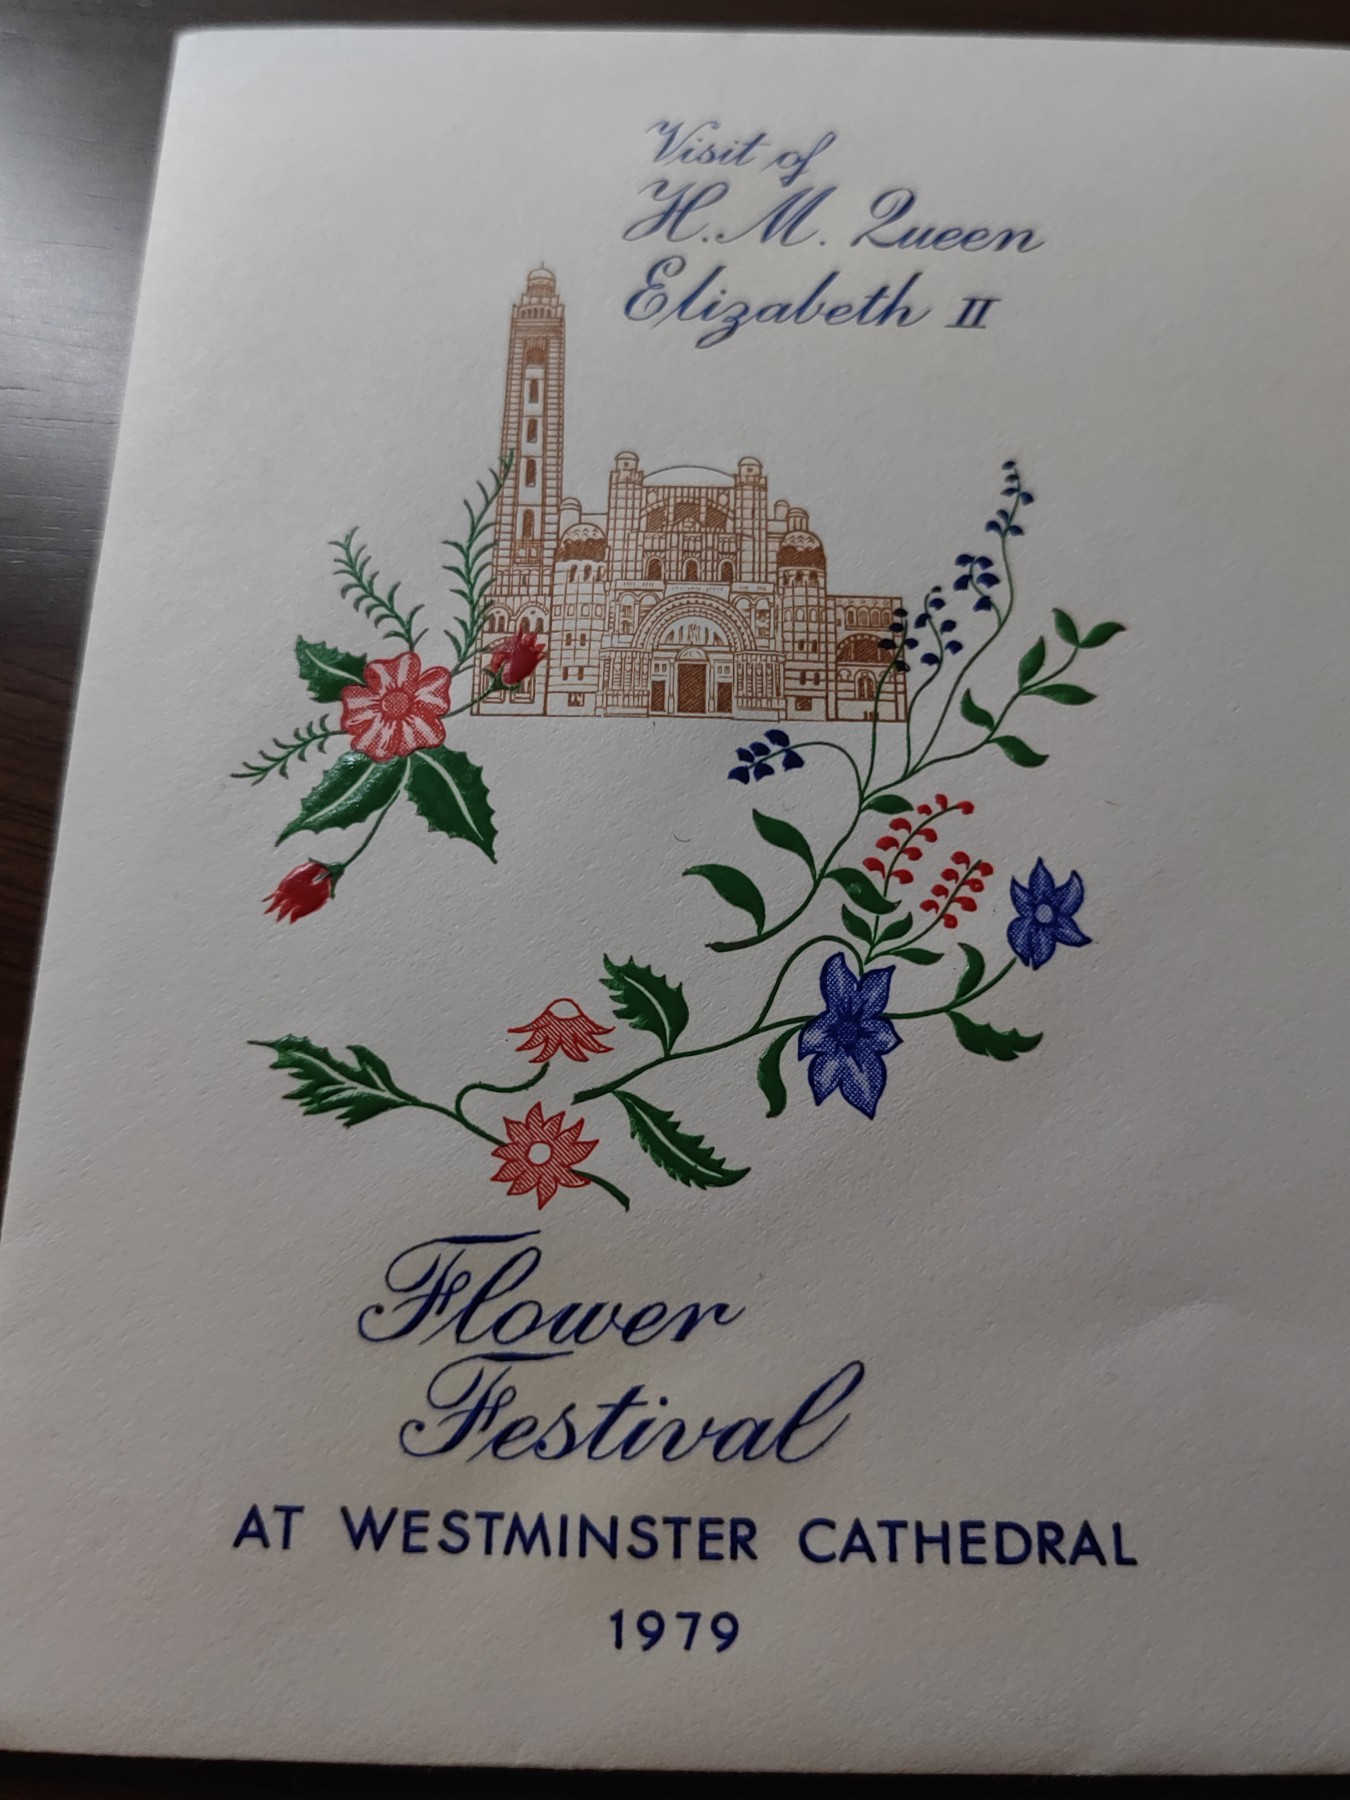 Visit of
H. M. Queen
Elizabeth II
Flower
Festival
AT WESTMINSTER CATHEDRAL
1979